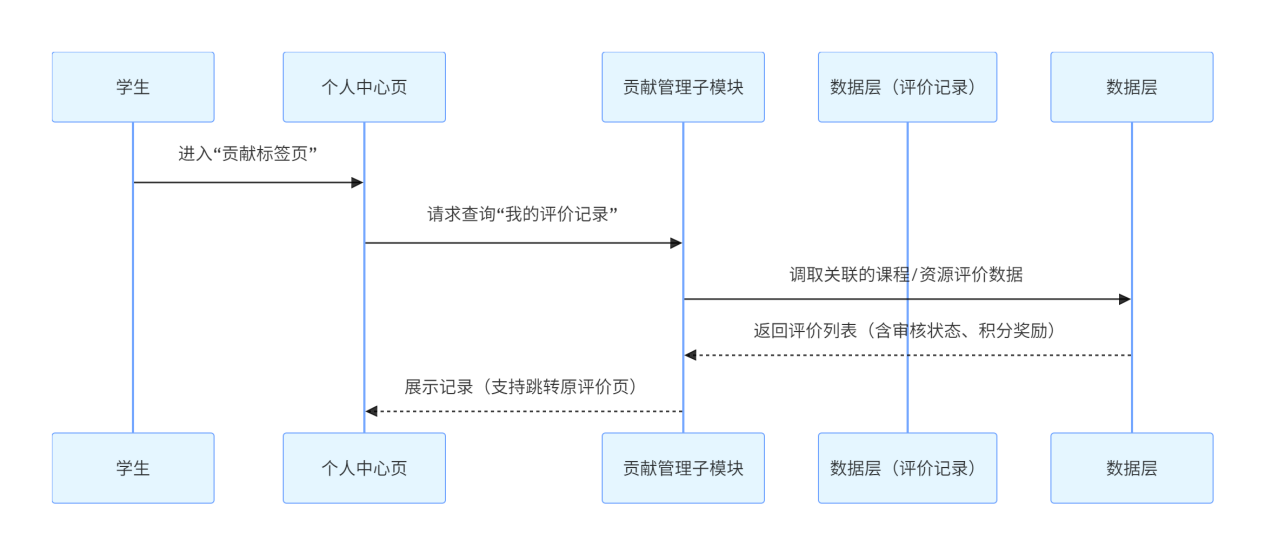 学生
个人中心页
贡献管理子模块
数据层（评价记录）
数据层
进入“贡献标签页”
请求查询“我的评价记录”
调取关联的课程/资源评价数据
返回评价列表（含审核状态、积分奖励）
展示记录（支持跳转原评价页）
学生
个人中心页
贡献管理子模块
数据层（评价记录）
数据层